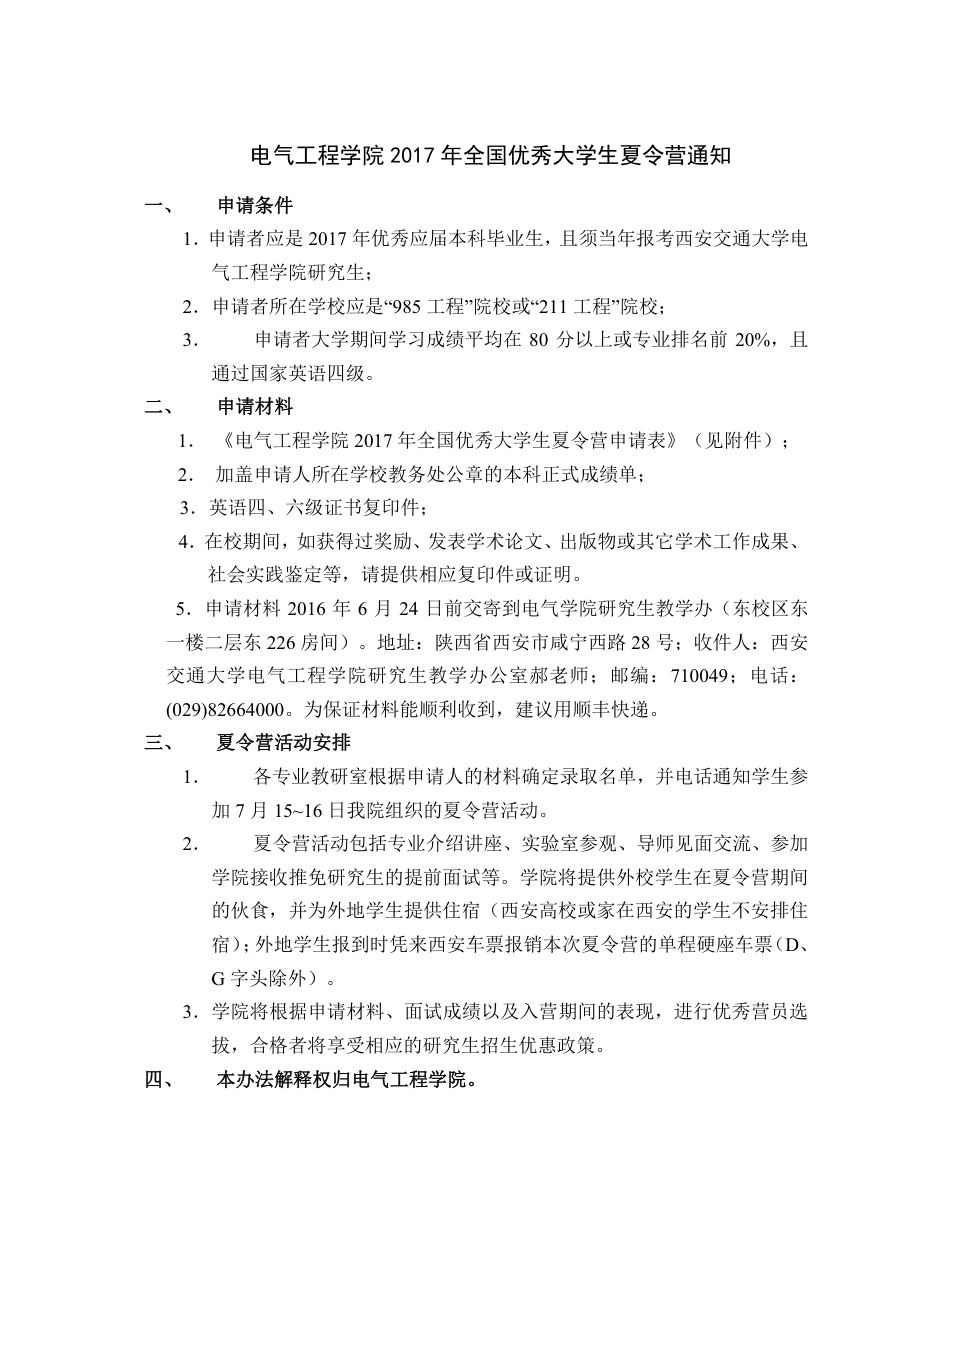 电气工程学院 2017 年全国优秀大学生夏令营通知
一、 申请条件
1. 申请者应是 2017 年优秀应届本科毕业生，且须当年报考西安交通大学电
气工程学院研究生；
2. 申请者所在学校应是“985 工程”院校或“211 工程”院校；
3. 申请者大学期间学习成绩平均在 80 分以上或专业排名前 20%，且
通过国家英语四级。
二、 申请材料
1. 《电气工程学院 2017 年全国优秀大学生夏令营申请表》（见附件）；
2. 加盖申请人所在学校教务处公章的本科正式成绩单；
3. 英语四、六级证书复印件；
4. 在校期间，如获得过奖励、发表学术论文、出版物或其它学术工作成果、
社会实践鉴定等，请提供相应复印件或证明。
5. 申请材料 2016 年 6 月 24 日前交寄到电气学院研究生教学办（东校区东
一楼二层东 226 房间）。地址：陕西省西安市咸宁西路 28 号；收件人：西安
交通大学电气工程学院研究生教学办公室郝老师；邮编：710049；电话：
(029)82664000。为保证材料能顺利收到，建议用顺丰快递。
三、 夏令营活动安排
1. 各专业教研室根据申请人的材料确定录取名单，并电话通知学生参
加 7 月 15~16 日我院组织的夏令营活动。
2. 夏令营活动包括专业介绍讲座、实验室参观、导师见面交流、参加
学院接收推免研究生的提前面试等。学院将提供外校学生在夏令营期间
的伙食，并为外地学生提供住宿（西安高校或家在西安的学生不安排住
宿）；外地学生报到时凭来西安车票报销本次夏令营的单程硬座车票（D、
G 字头除外）。
3. 学院将根据申请材料、面试成绩以及入营期间的表现，进行优秀营员选
拔，合格者将享受相应的研究生招生优惠政策。
四、 本办法解释权归电气工程学院。